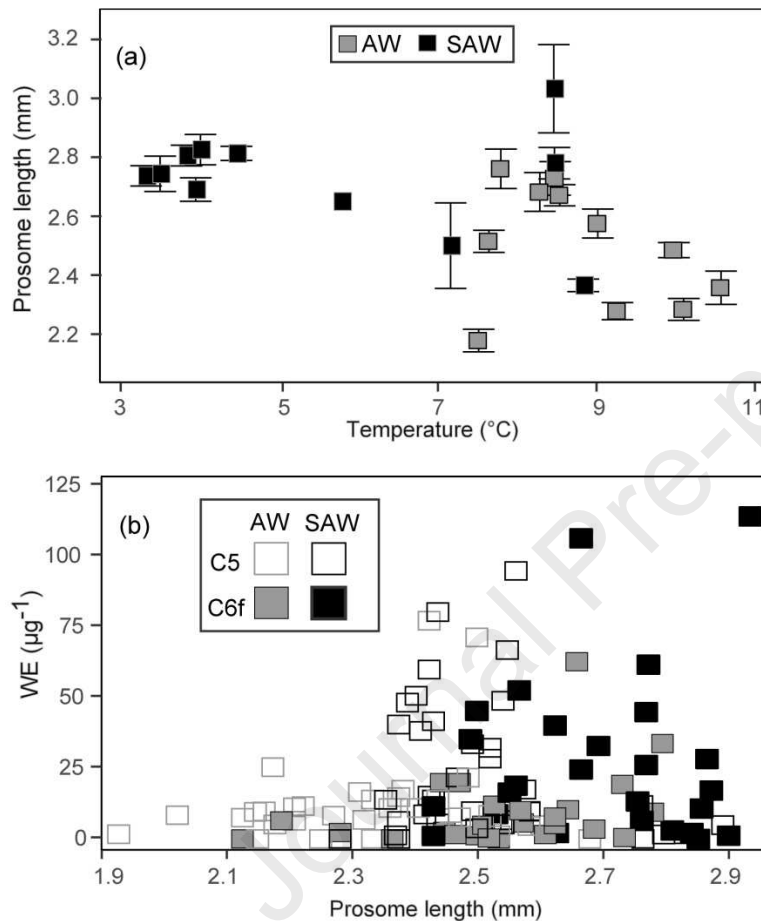 (a)
AW SAW
3.2
3.0
2.8
2.6
2.4
2.2
Prosome length (mm)
3 5 7 9 11
Temperature (°C)
(b)
AW SAW
C5
C6f
125
100
75
50
25
0
WE (µg⁻¹)
1.9 2.1 2.3 2.5 2.7 2.9
Prosome length (mm)
Journal Pre-p